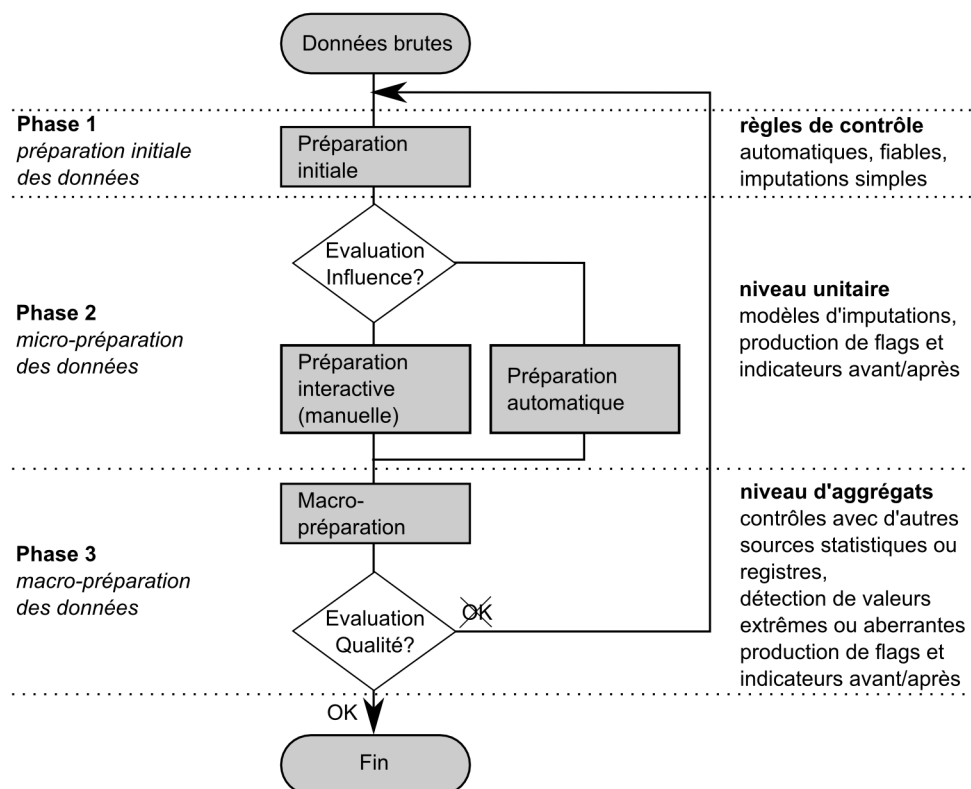 Données brutes
Phase 1
préparation initiale
des données
Préparation
initiale
règles de contrôle
automatiques, fiables,
imputations simples
Evaluation
Influence?
Phase 2
micro-préparation
des données
Préparation
interactive
(manuelle)
Préparation
automatique
niveau unitaire
modèles d'imputations,
production de flags et
indicateurs avant/après
Macro-
préparation
Phase 3
macro-préparation
des données
Evaluation
Qualité?
OK
niveau d'aggrégats
contrôles avec d'autres
sources statistiques ou
registres,
détection de valeurs
extrêmes ou aberrantes
production de flags et
indicateurs avant/après
OK
Fin